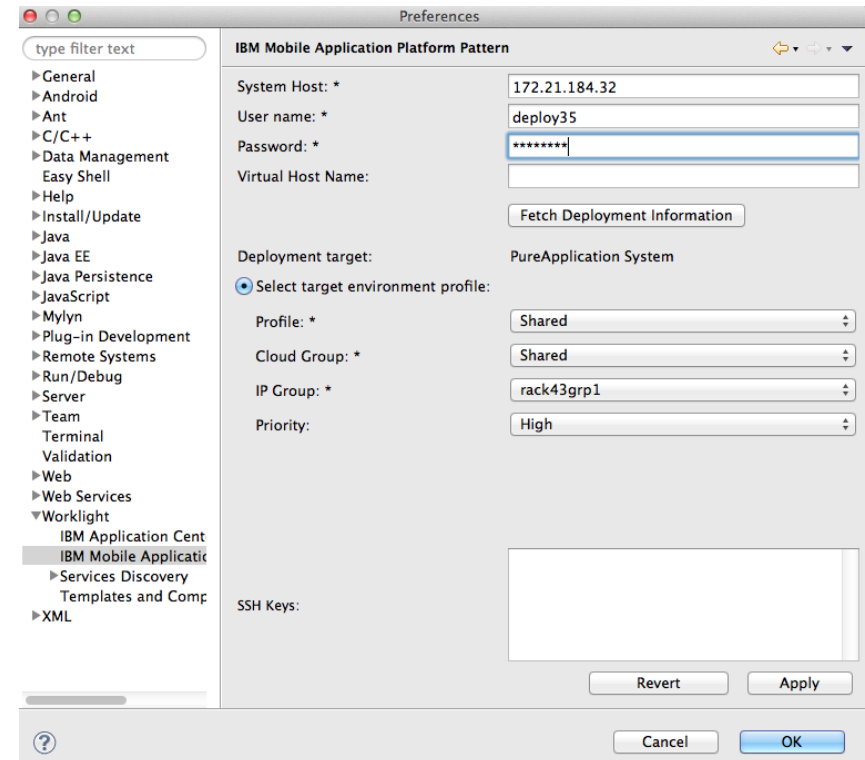 Preferences
type filter text
General
Android
Ant
C/C++
Data Management
Easy Shell
Help
Install/Update
Java
Java EE
Java Persistence
JavaScript
Mylyn
Plug-in Development
Remote Systems
Run/Debug
Server
Team
Terminal
Validation
Web
Web Services
Worklight
IBM Application Cent
IBM Mobile Applicatic
Services Discovery
Templates and Comp
XML
IBM Mobile Application Platform Pattern
System Host: * 172.21.184.32
User name: * deploy35
Password: * ********
Virtual Host Name:
Fetch Deployment Information
Deployment target: PureApplication System
Select target environment profile:
Profile: * Shared
Cloud Group: * Shared
IP Group: * rack43grp1
Priority: High
SSH Keys:
Revert Apply
? Cancel OK